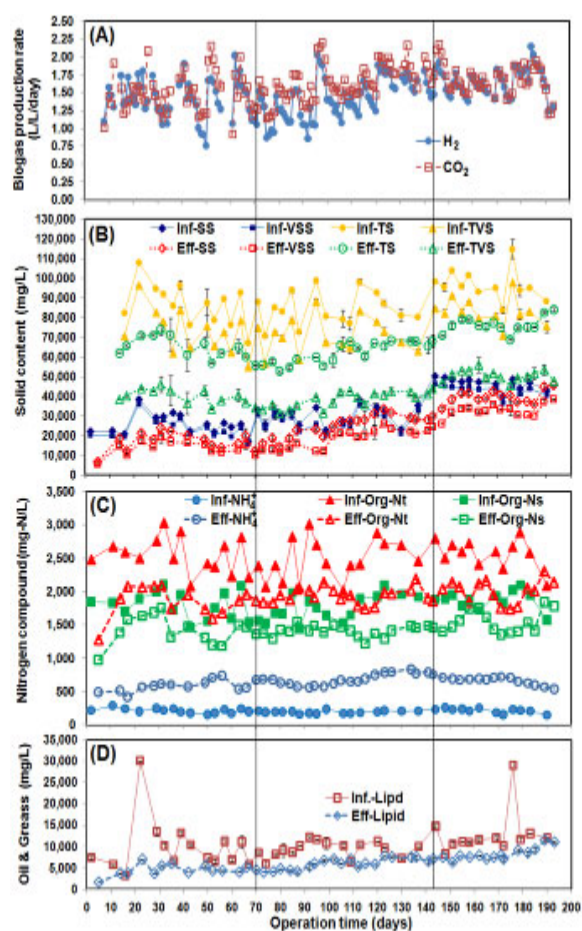 (A)
Biogas production rate
(L/L/day)
2.50
2.25
2.00
1.75
1.50
1.25
1.00
0.75
0.50
0.25
0.00
H2
CO2
(B)
Solid content (mg/L)
130,000
120,000
110,000
100,000
90,000
80,000
70,000
60,000
50,000
40,000
30,000
20,000
10,000
0
Inf-SS Inf-VSS Inf-TS Inf-TVS
Eff-SS Eff-VSS Eff-TS Eff-TVS
(C)
Nitrogen compound(mg-N/L)
3,500
3,000
2,500
2,000
1,500
1,000
500
0
Inf-NH4+ Inf-Org-Nt Inf-Org-Ns
Eff-NH4+ Eff-Org-Nt Eff-Org-Ns
(D)
Oil & Greass (mg/L)
35,000
30,000
25,000
20,000
15,000
10,000
5,000
0
Inf.-Lipd
Eff-Lipid
0 10 20 30 40 50 60 70 80 90 100 110 120 130 140 150 160 170 180 190 200
Operation time (days)